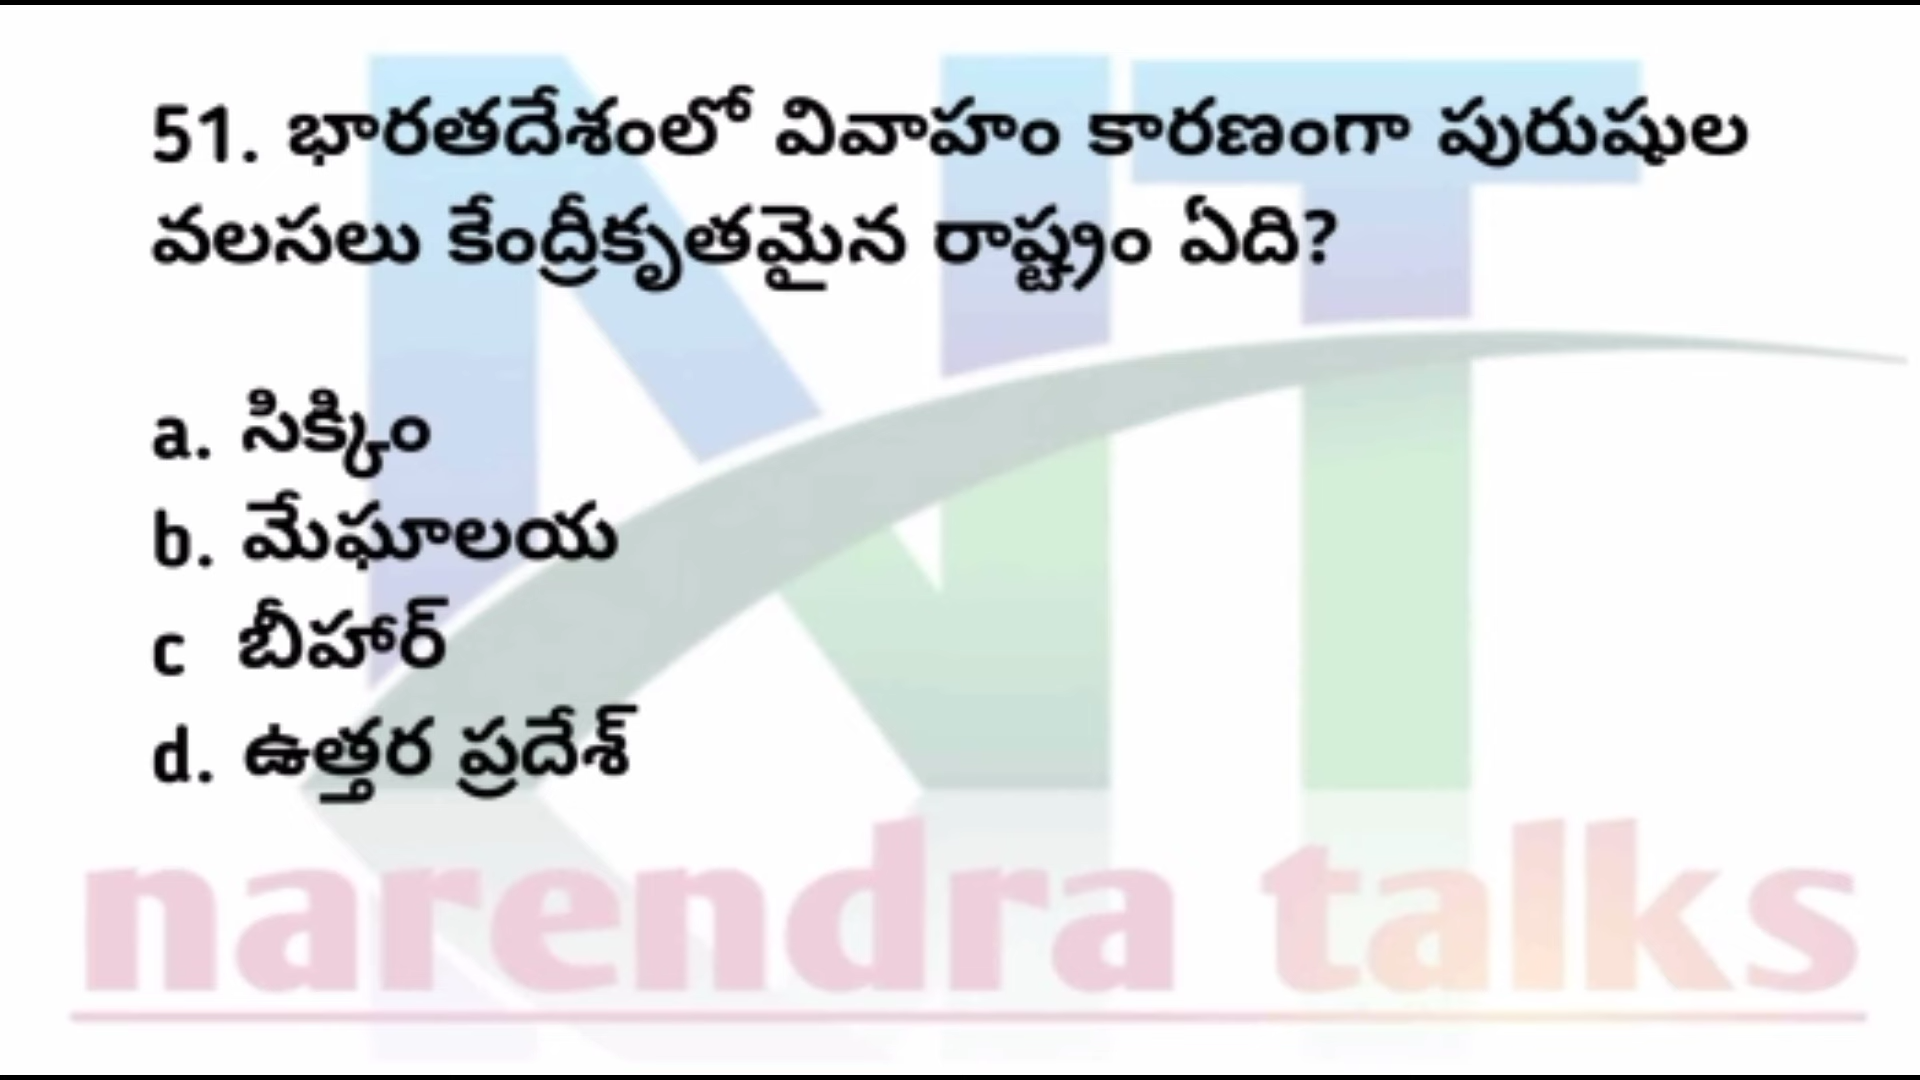 51. భారతదేశంలో వివాహం కారణంగా పురుషుల
వలసలు కేంద్రీకృతమైన రాష్ట్రం ఏది?
a. సిక్కిం
b. మేఘాలయ
c బీహార్
d. ఉత్తర ప్రదేశ్
NT
narendra talks